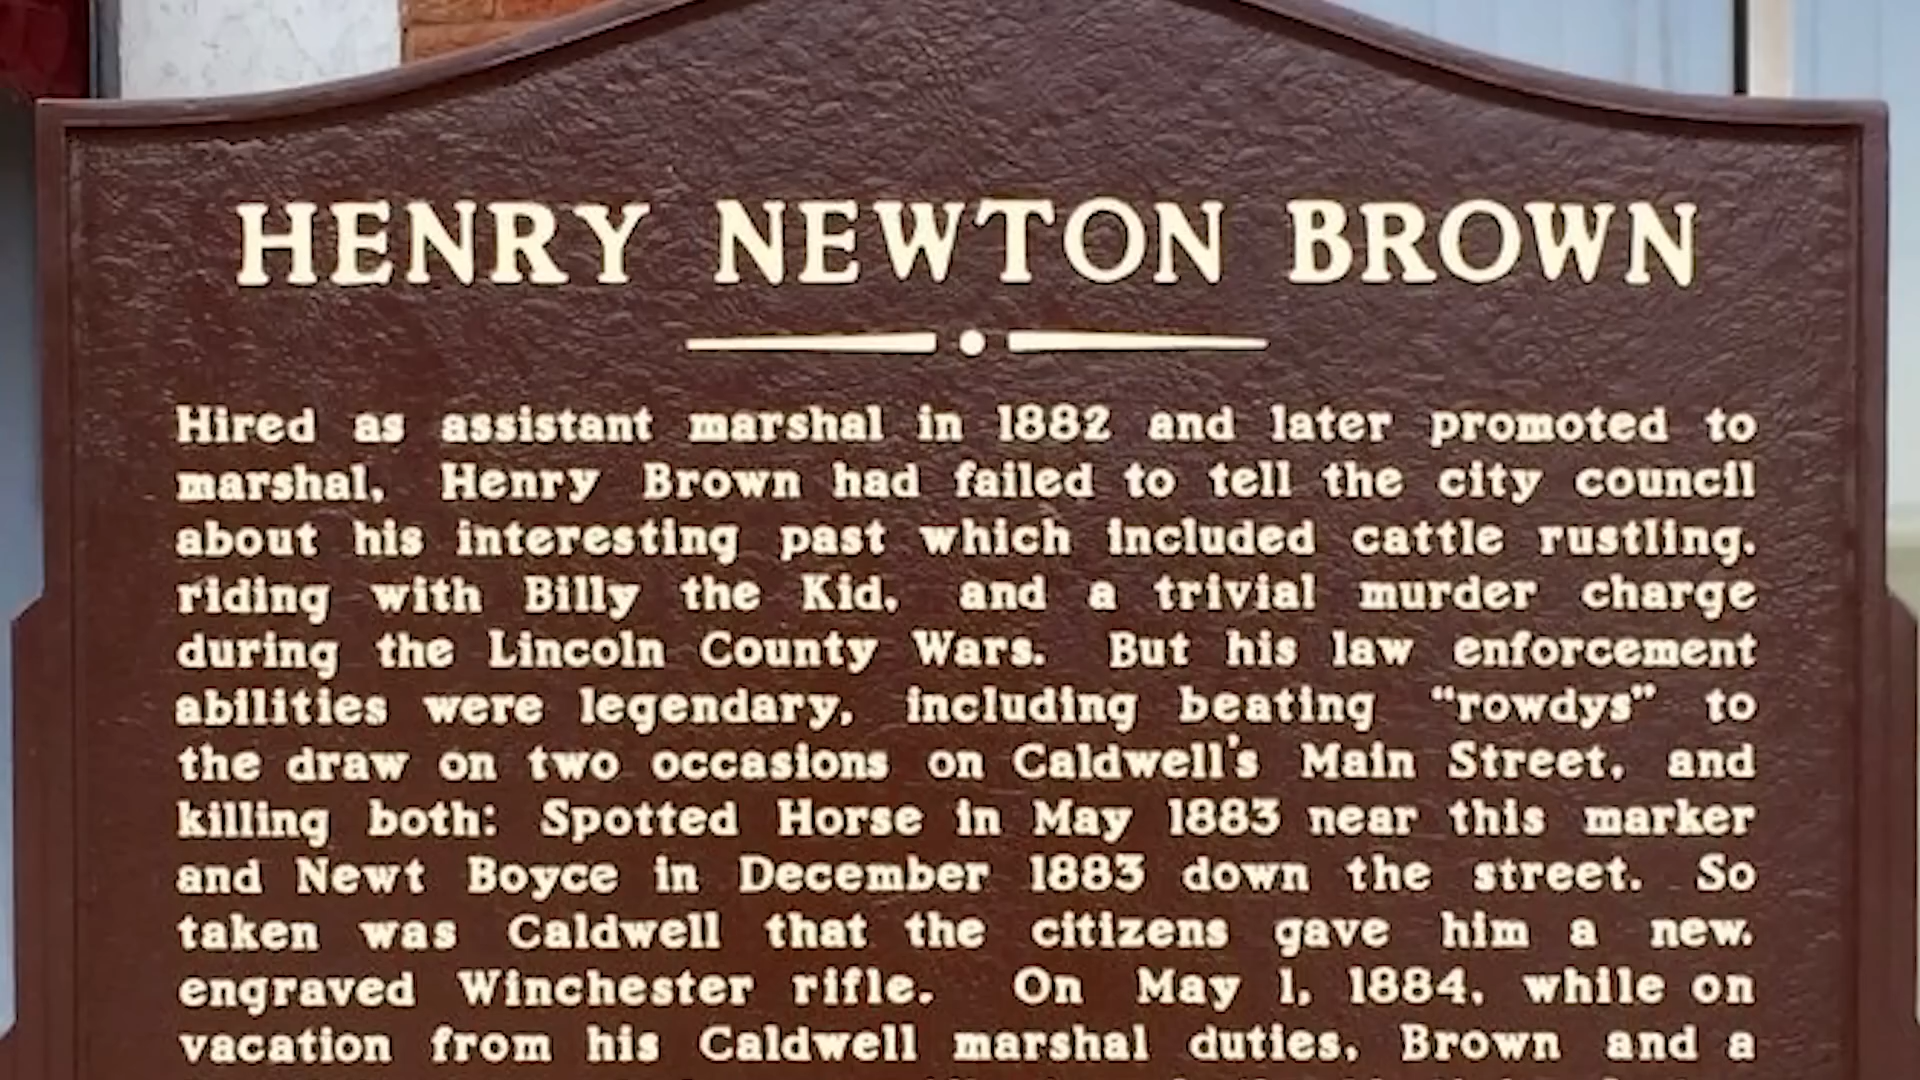 HENRY NEWTON BROWN
Hired as assistant marshal in 1882 and later promoted to
marshal, Henry Brown had failed to tell the city council
about his interesting past which included cattle rustling,
riding with Billy the Kid, and a trivial murder charge
during the Lincoln County Wars. But his law enforcement
abilities were legendary, including beating “rowdys” to
the draw on two occasions on Caldwell's Main Street, and
killing both: Spotted Horse in May 1883 near this marker
and Newt Boyce in December 1883 down the street. So
taken was Caldwell that the citizens gave him a new,
engraved Winchester rifle. On May 1, 1884, while on
vacation from his Caldwell marshal duties, Brown and a